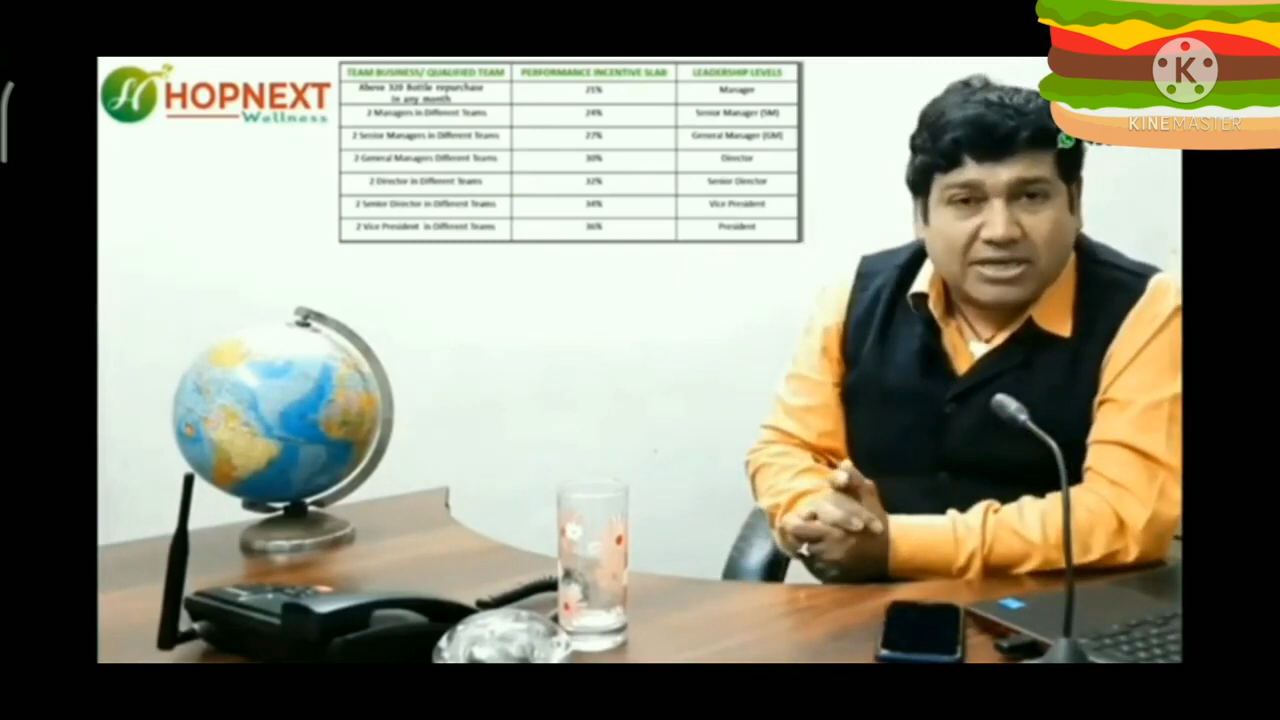 HOPNEXT
Wellness
TEAM BUSINESS/ QUALIFIED TEAM PERFORMANCE INCENTIVE SLAB LEADERSHIP LEVELS
Above 320 Bottle repurchase
in any month 21% Manager
2 Managers in Different Teams 24% Senior Manager (SM)
2 Senior Managers in Different Teams 27% General Manager (GM)
2 General Managers Different Teams 30% Director
2 Director in Different Teams 32% Senior Director
2 Senior Director in Different Teams 34% Vice President
2 Vice President in Different Teams 36% President
K
KINEMASTER